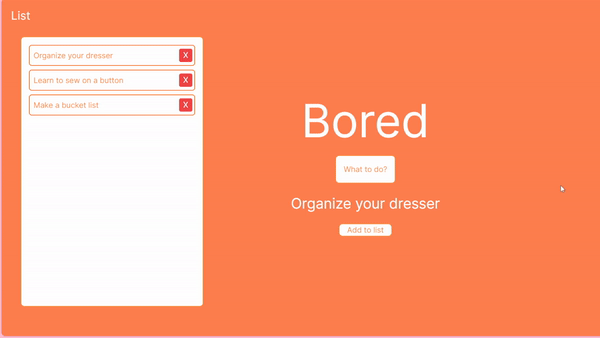 List
Organize your dresser X
Learn to sew on a button X
Make a bucket list X
Bored
What to do?
Organize your dresser
Add to list